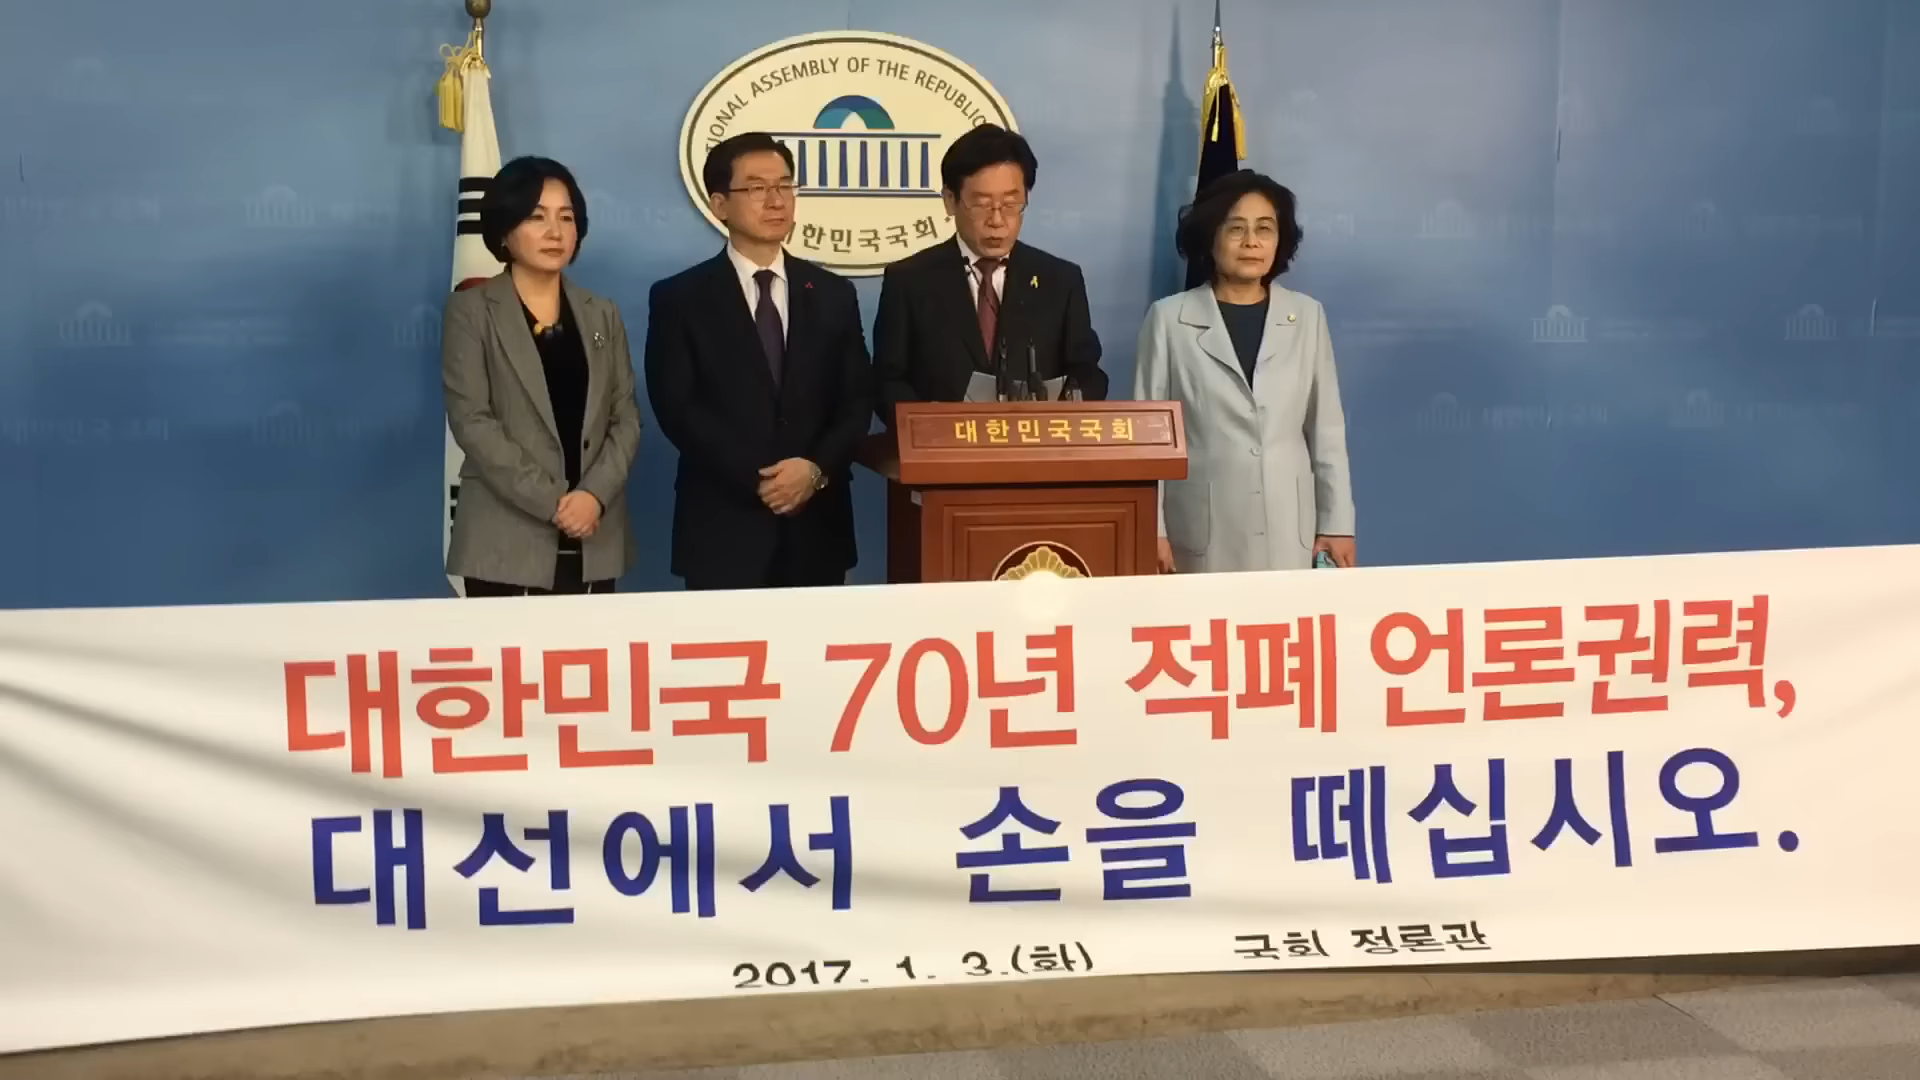 TIONAL ASSEMBLY OF THE REPUBLIC
한민국국회
대한민국국회
대한민국 70년 적폐 언론권력,
대선에서 손을 떼십시오.
2017. 1. 3.(화) 국회 정론관